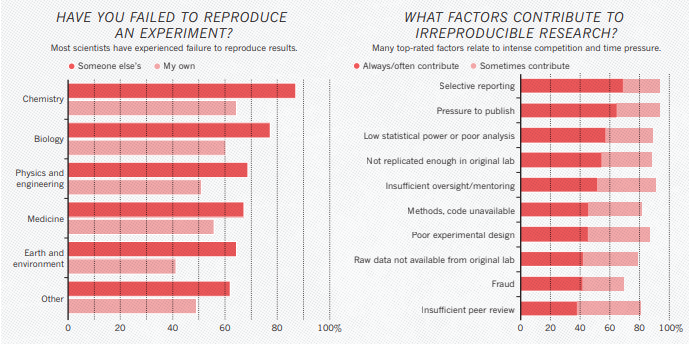 HAVE YOU FAILED TO REPRODUCE
AN EXPERIMENT?
Most scientists have experienced failure to reproduce results.
Someone else's My own
Chemistry
Biology
Physics and
engineering
Medicine
Earth and
environment
Other
0 20 40 60 80 100%
WHAT FACTORS CONTRIBUTE TO
IRREPRODUCIBLE RESEARCH?
Many top-rated factors relate to intense competition and time pressure.
Always/often contribute Sometimes contribute
Selective reporting
Pressure to publish
Low statistical power or poor analysis
Not replicated enough in original lab
Insufficient oversight/mentoring
Methods, code unavailable
Poor experimental design
Raw data not available from original lab
Fraud
Insufficient peer review
0 20 40 60 80 100%